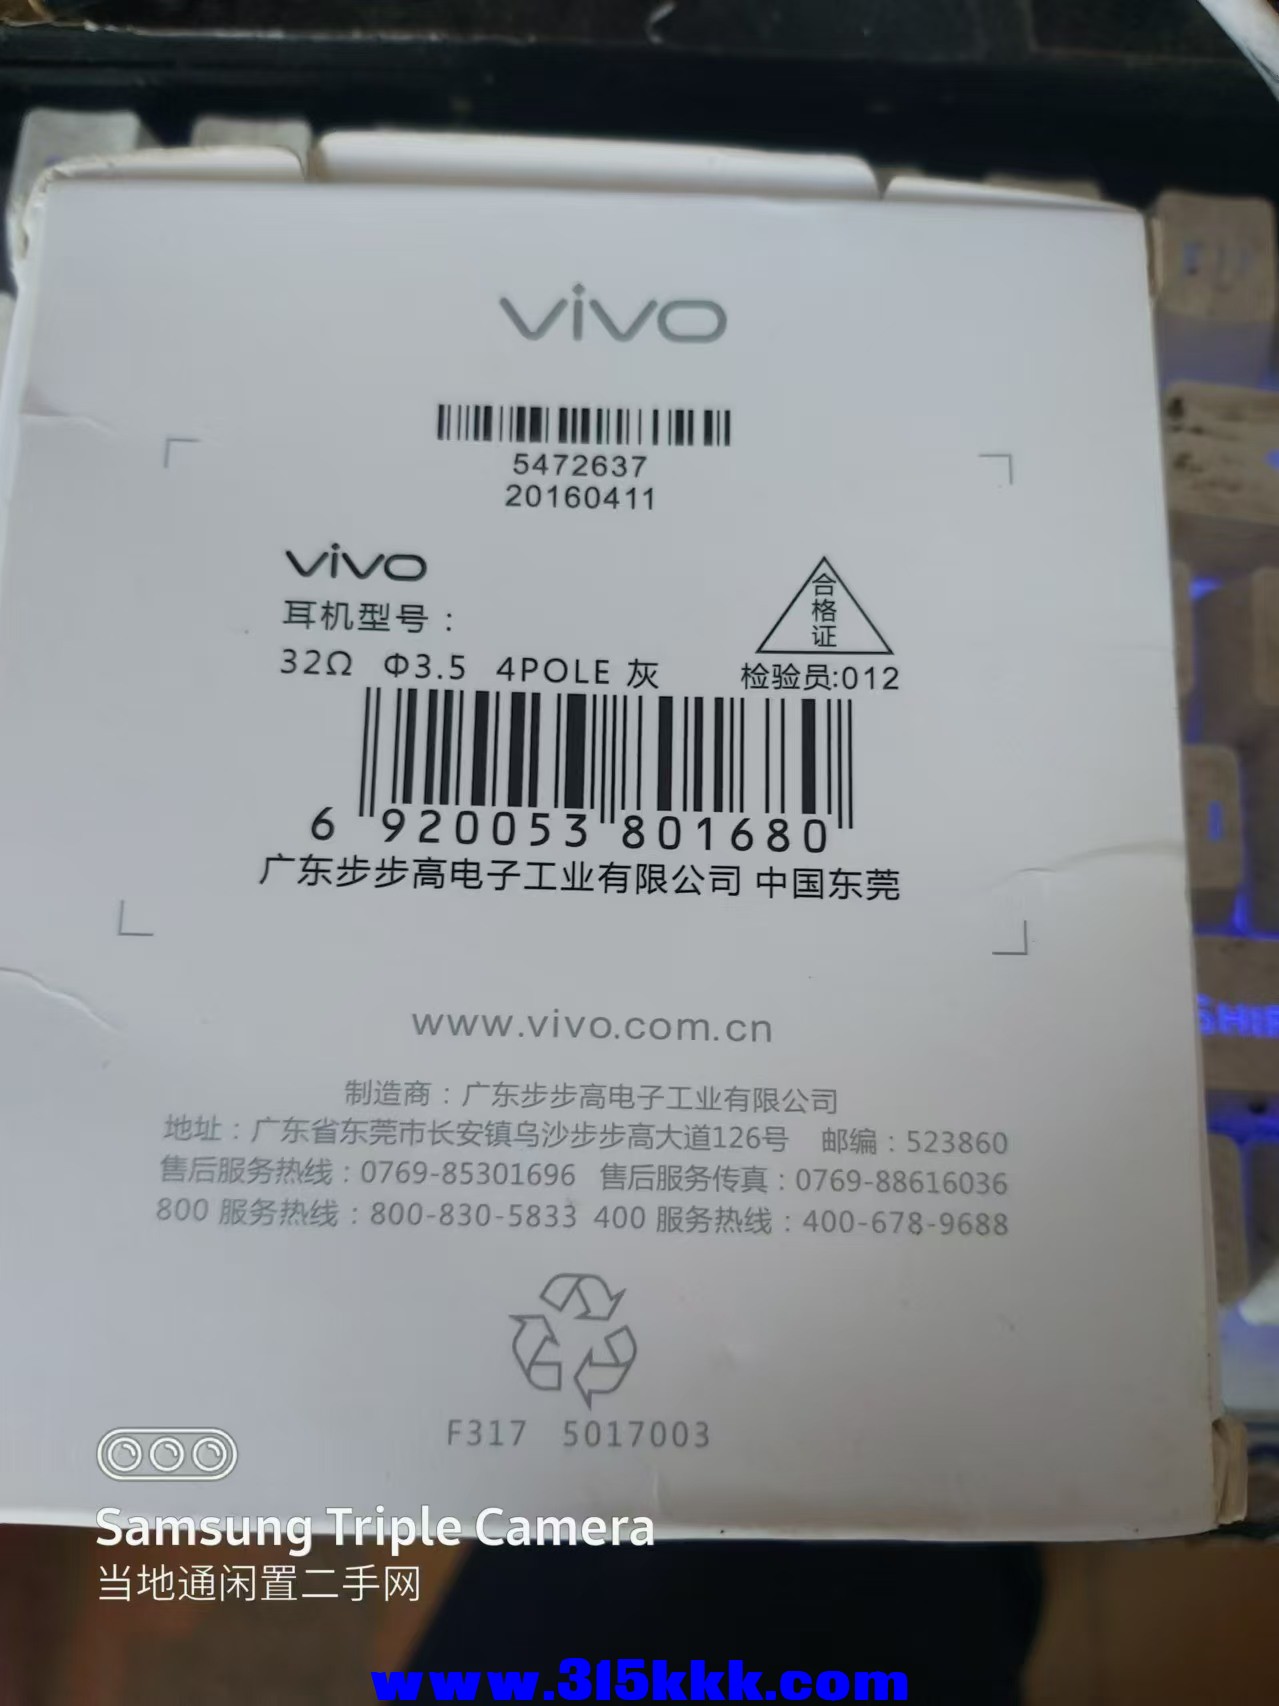 vivo
5472637
20160411
vivo
耳机型号：
32Ω Φ3.5 4POLE 灰
合格证
检验员:012
6 920053 801680
广东步步高电子工业有限公司 中国东莞
www.vivo.com.cn
制造商：广东步步高电子工业有限公司
地址：广东省东莞市长安镇乌沙步步高大道126号 邮编：523860
售后服务热线：0769-85301696 售后服务传真：0769-88616036
800 服务热线：800-830-5833 400 服务热线：400-678-9688
F317 5017003
SHIF
Samsung Triple Camera
当地通闲置二手网
www.315kkk.com